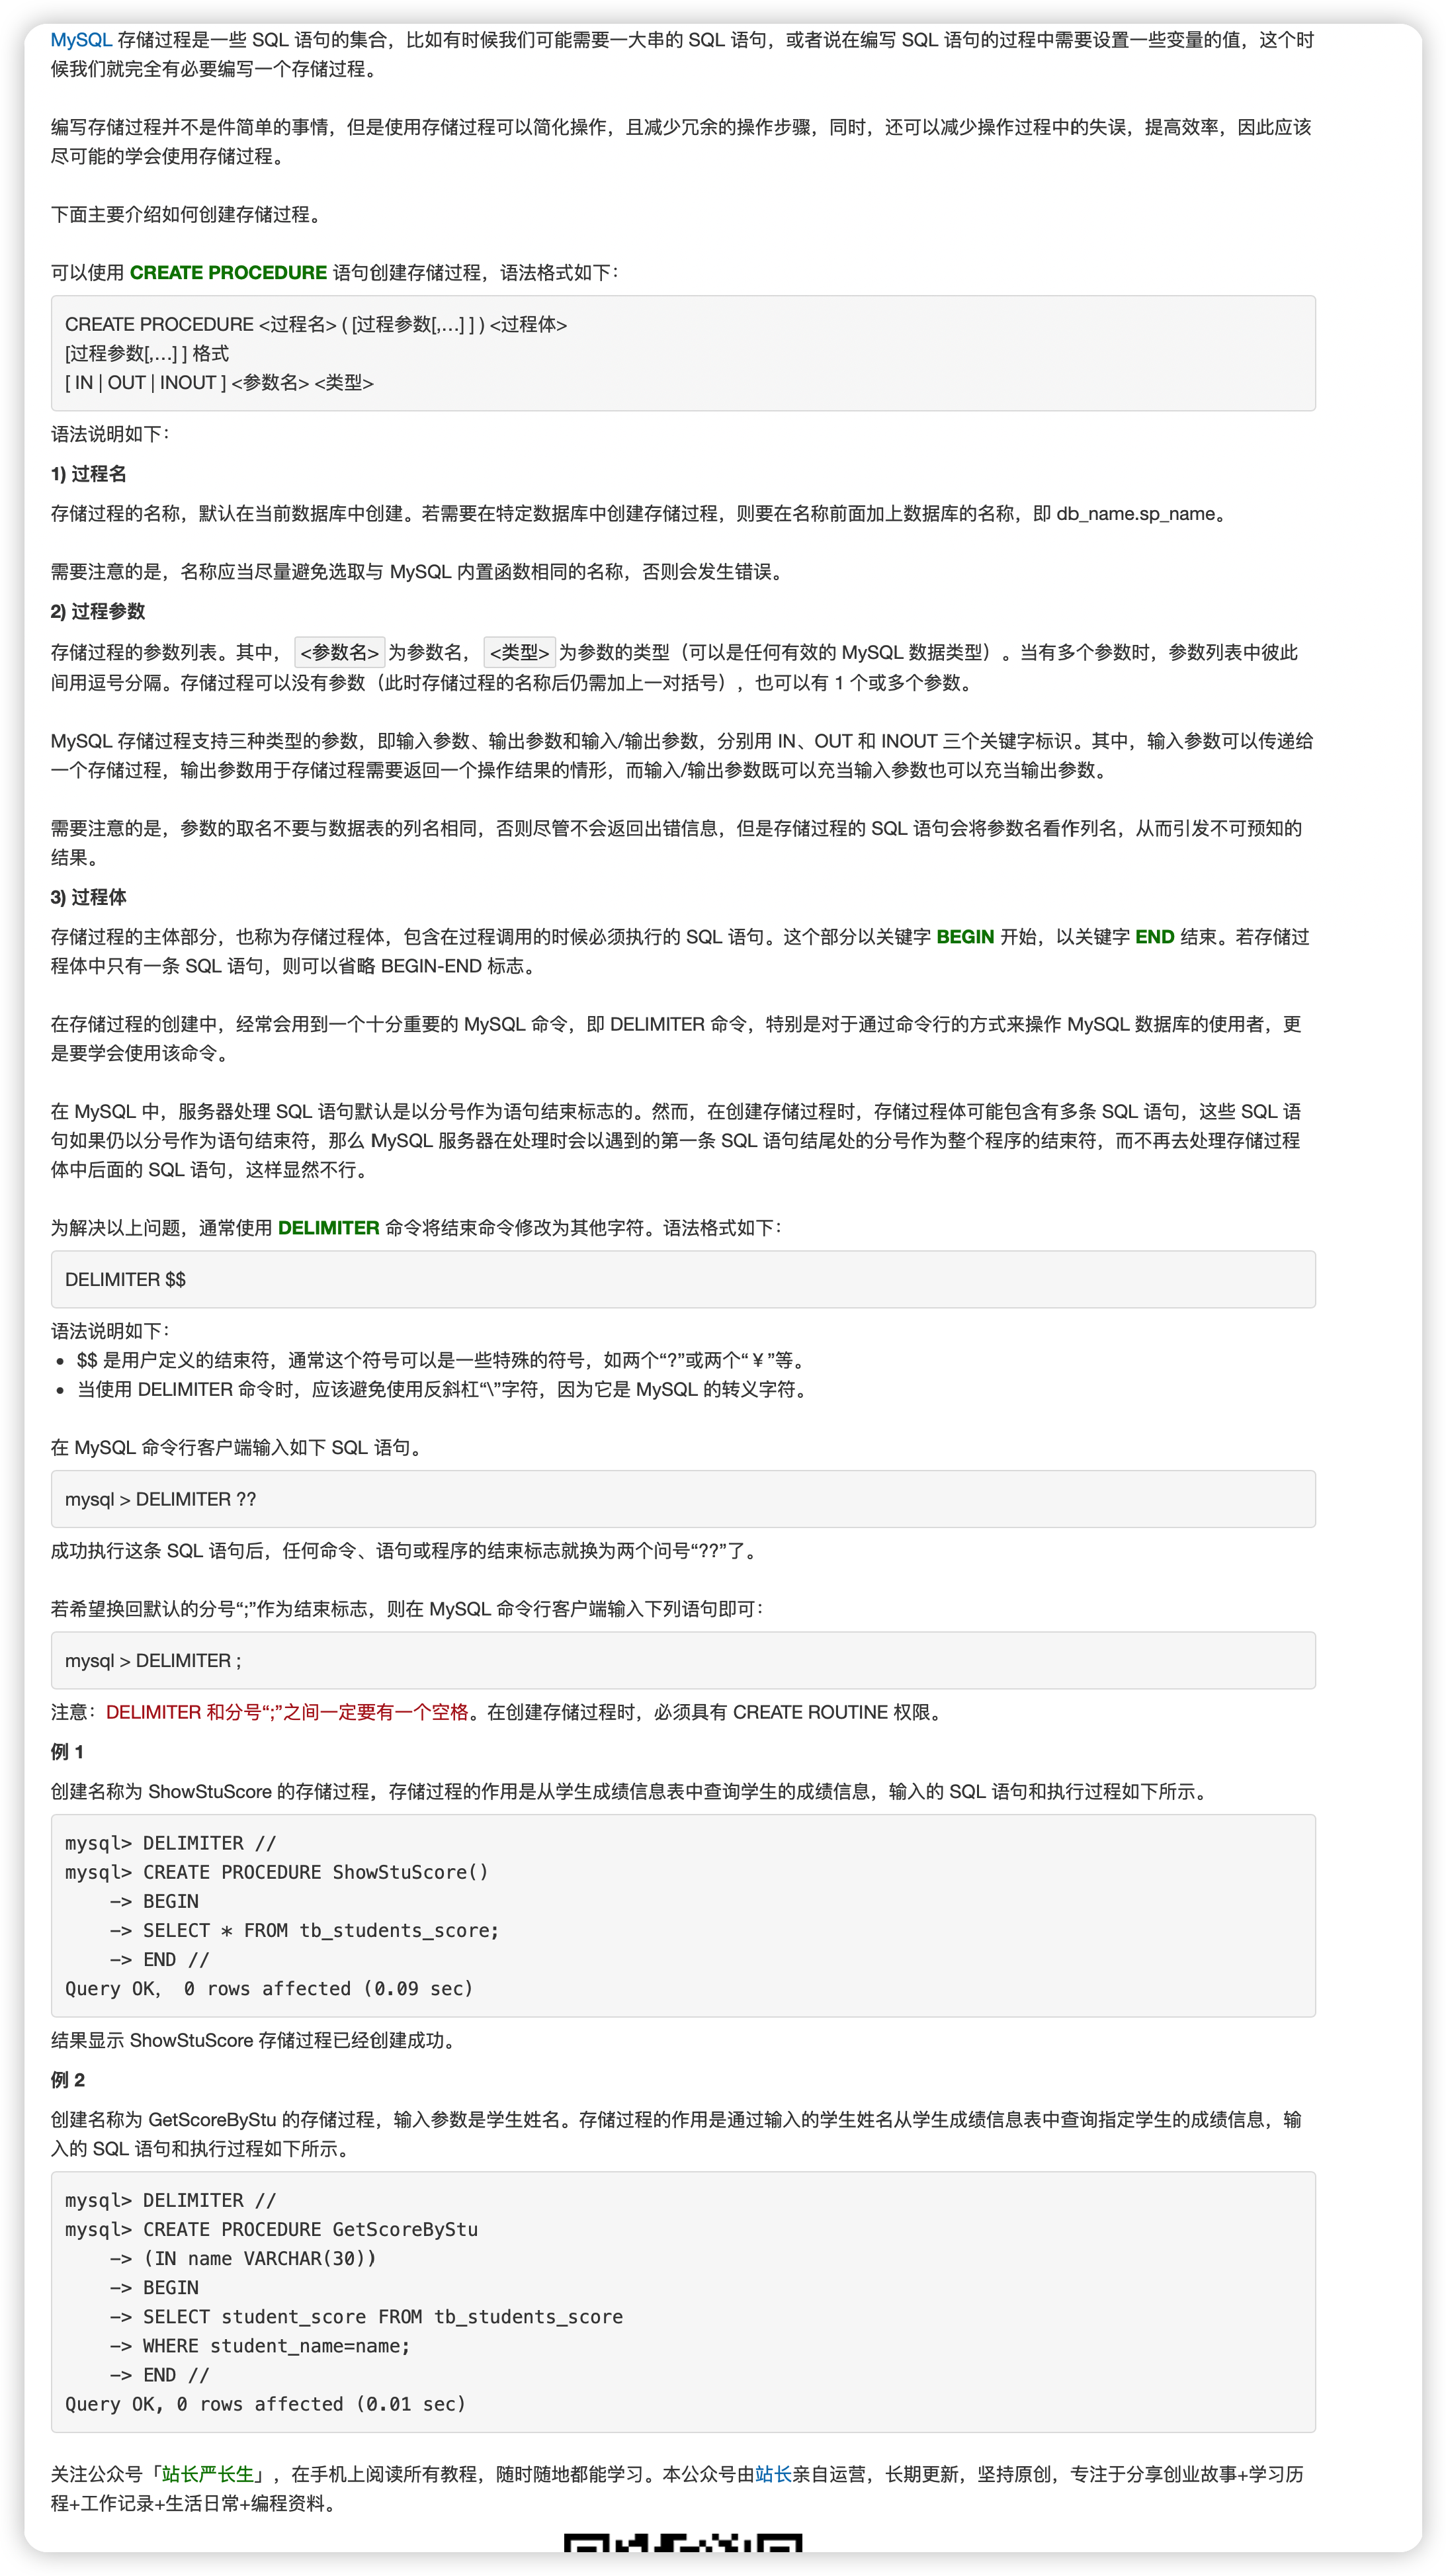 MySQL 存储过程是一些 SQL 语句的集合，比如有时候我们可能需要一大串的 SQL 语句，或者说在编写 SQL 语句的过程中需要设置一些变量的值，这个时
候我们就完全有必要编写一个存储过程。
编写存储过程并不是件简单的事情，但是使用存储过程可以简化操作，且减少冗余的操作步骤，同时，还可以减少操作过程中的失误，提高效率，因此应该
尽可能的学会使用存储过程。
下面主要介绍如何创建存储过程。
可以使用 CREATE PROCEDURE 语句创建存储过程，语法格式如下：
CREATE PROCEDURE <过程名> ( [过程参数[,…] ] ) <过程体>
[过程参数[,…] ] 格式
[ IN | OUT | INOUT ] <参数名> <类型>
语法说明如下：
1) 过程名
存储过程的名称，默认在当前数据库中创建。若需要在特定数据库中创建存储过程，则要在名称前面加上数据库的名称，即 db_name.sp_name。
需要注意的是，名称应当尽量避免选取与 MySQL 内置函数相同的名称，否则会发生错误。
2) 过程参数
存储过程的参数列表。其中， <参数名> 为参数名， <类型> 为参数的类型（可以是任何有效的 MySQL 数据类型）。当有多个参数时，参数列表中彼此
间用逗号分隔。存储过程可以没有参数（此时存储过程的名称后仍需加上一对括号），也可以有 1 个或多个参数。
MySQL 存储过程支持三种类型的参数，即输入参数、输出参数和输入/输出参数，分别用 IN、OUT 和 INOUT 三个关键字标识。其中，输入参数可以传递给
一个存储过程，输出参数用于存储过程需要返回一个操作结果的情形，而输入/输出参数既可以充当输入参数也可以充当输出参数。
需要注意的是，参数的取名不要与数据表的列名相同，否则尽管不会返回出错信息，但是存储过程的 SQL 语句会将参数名看作列名，从而引发不可预知的
结果。
3) 过程体
存储过程的主体部分，也称为存储过程体，包含在过程调用的时候必须执行的 SQL 语句。这个部分以关键字 BEGIN 开始，以关键字 END 结束。若存储过
程体中只有一条 SQL 语句，则可以省略 BEGIN-END 标志。
在存储过程的创建中，经常会用到一个十分重要的 MySQL 命令，即 DELIMITER 命令，特别是对于通过命令行的方式来操作 MySQL 数据库的使用者，更
是要学会使用该命令。
在 MySQL 中，服务器处理 SQL 语句默认是以分号作为语句结束标志的。然而，在创建存储过程时，存储过程体可能包含有多条 SQL 语句，这些 SQL 语
句如果仍以分号作为语句结束符，那么 MySQL 服务器在处理时会以遇到的第一条 SQL 语句结尾处的分号作为整个程序的结束符，而不再去处理存储过程
体中后面的 SQL 语句，这样显然不行。
为解决以上问题，通常使用 DELIMITER 命令将结束命令修改为其他字符。语法格式如下：
DELIMITER $$
语法说明如下：
• $$ 是用户定义的结束符，通常这个符号可以是一些特殊的符号，如两个“?”或两个“￥”等。
• 当使用 DELIMITER 命令时，应该避免使用反斜杠“\”字符，因为它是 MySQL 的转义字符。
在 MySQL 命令行客户端输入如下 SQL 语句。
mysql > DELIMITER ??
成功执行这条 SQL 语句后，任何命令、语句或程序的结束标志就换为两个问号“??”了。
若希望换回默认的分号“;”作为结束标志，则在 MySQL 命令行客户端输入下列语句即可：
mysql > DELIMITER ;
注意：DELIMITER 和分号“;”之间一定要有一个空格。在创建存储过程时，必须具有 CREATE ROUTINE 权限。
例 1
创建名称为 ShowStuScore 的存储过程，存储过程的作用是从学生成绩信息表中查询学生的成绩信息，输入的 SQL 语句和执行过程如下所示。
mysql> DELIMITER //
mysql> CREATE PROCEDURE ShowStuScore()
    -> BEGIN
    -> SELECT * FROM tb_students_score;
    -> END //
Query OK， 0 rows affected (0.09 sec)
结果显示 ShowStuScore 存储过程已经创建成功。
例 2
创建名称为 GetScoreByStu 的存储过程，输入参数是学生姓名。存储过程的作用是通过输入的学生姓名从学生成绩信息表中查询指定学生的成绩信息，输
入的 SQL 语句和执行过程如下所示。
mysql> DELIMITER //
mysql> CREATE PROCEDURE GetScoreByStu
    -> (IN name VARCHAR(30))
    -> BEGIN
    -> SELECT student_score FROM tb_students_score
    -> WHERE student_name=name;
    -> END //
Query OK, 0 rows affected (0.01 sec)
关注公众号「站长严长生」，在手机上阅读所有教程，随时随地都能学习。本公众号由站长亲自运营，长期更新，坚持原创，专注于分享创业故事+学习历
程+工作记录+生活日常+编程资料。